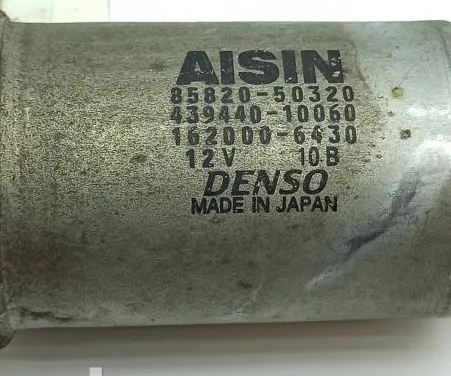 AISIN
85820-50320
439440-10060
162000-6430
12V 10B
DENSO
MADE IN JAPAN